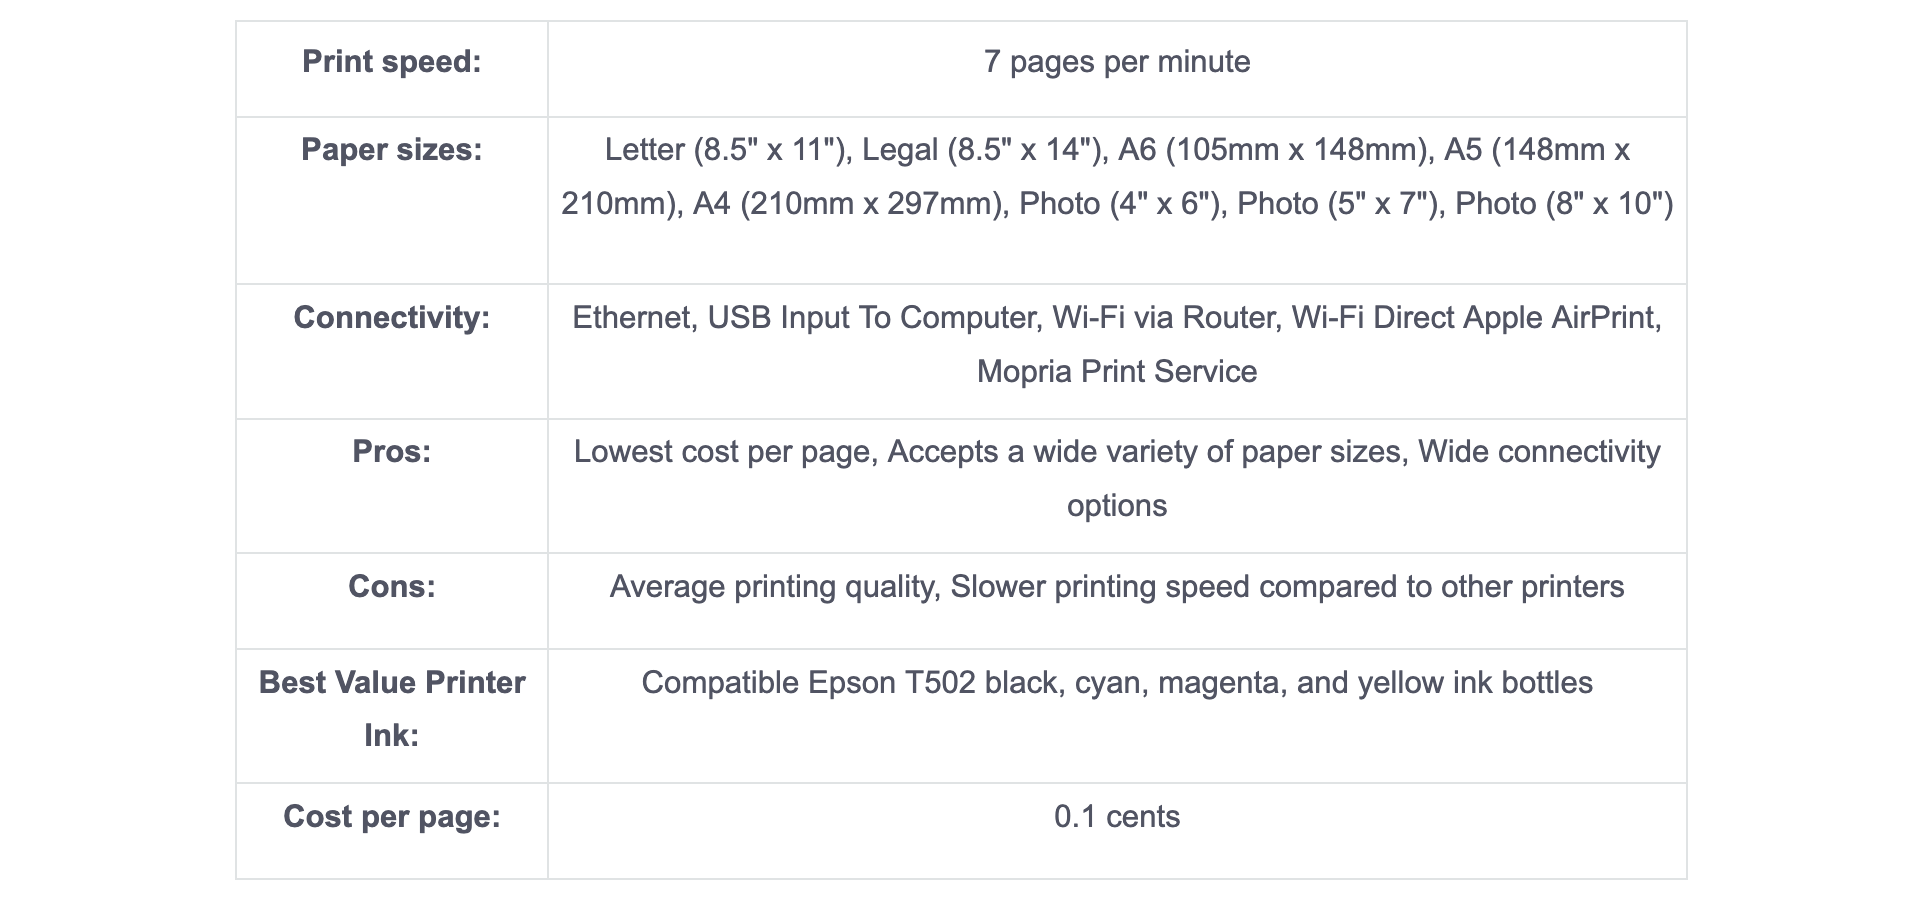 Print speed:
7 pages per minute
Paper sizes:
Letter (8.5" x 11"), Legal (8.5" x 14"), A6 (105mm x 148mm), A5 (148mm x
210mm), A4 (210mm x 297mm), Photo (4" x 6"), Photo (5" x 7"), Photo (8" x 10")
Connectivity:
Ethernet, USB Input To Computer, Wi-Fi via Router, Wi-Fi Direct Apple AirPrint,
Mopria Print Service
Pros:
Lowest cost per page, Accepts a wide variety of paper sizes, Wide connectivity
options
Cons:
Average printing quality, Slower printing speed compared to other printers
Best Value Printer
Ink:
Compatible Epson T502 black, cyan, magenta, and yellow ink bottles
Cost per page:
0.1 cents